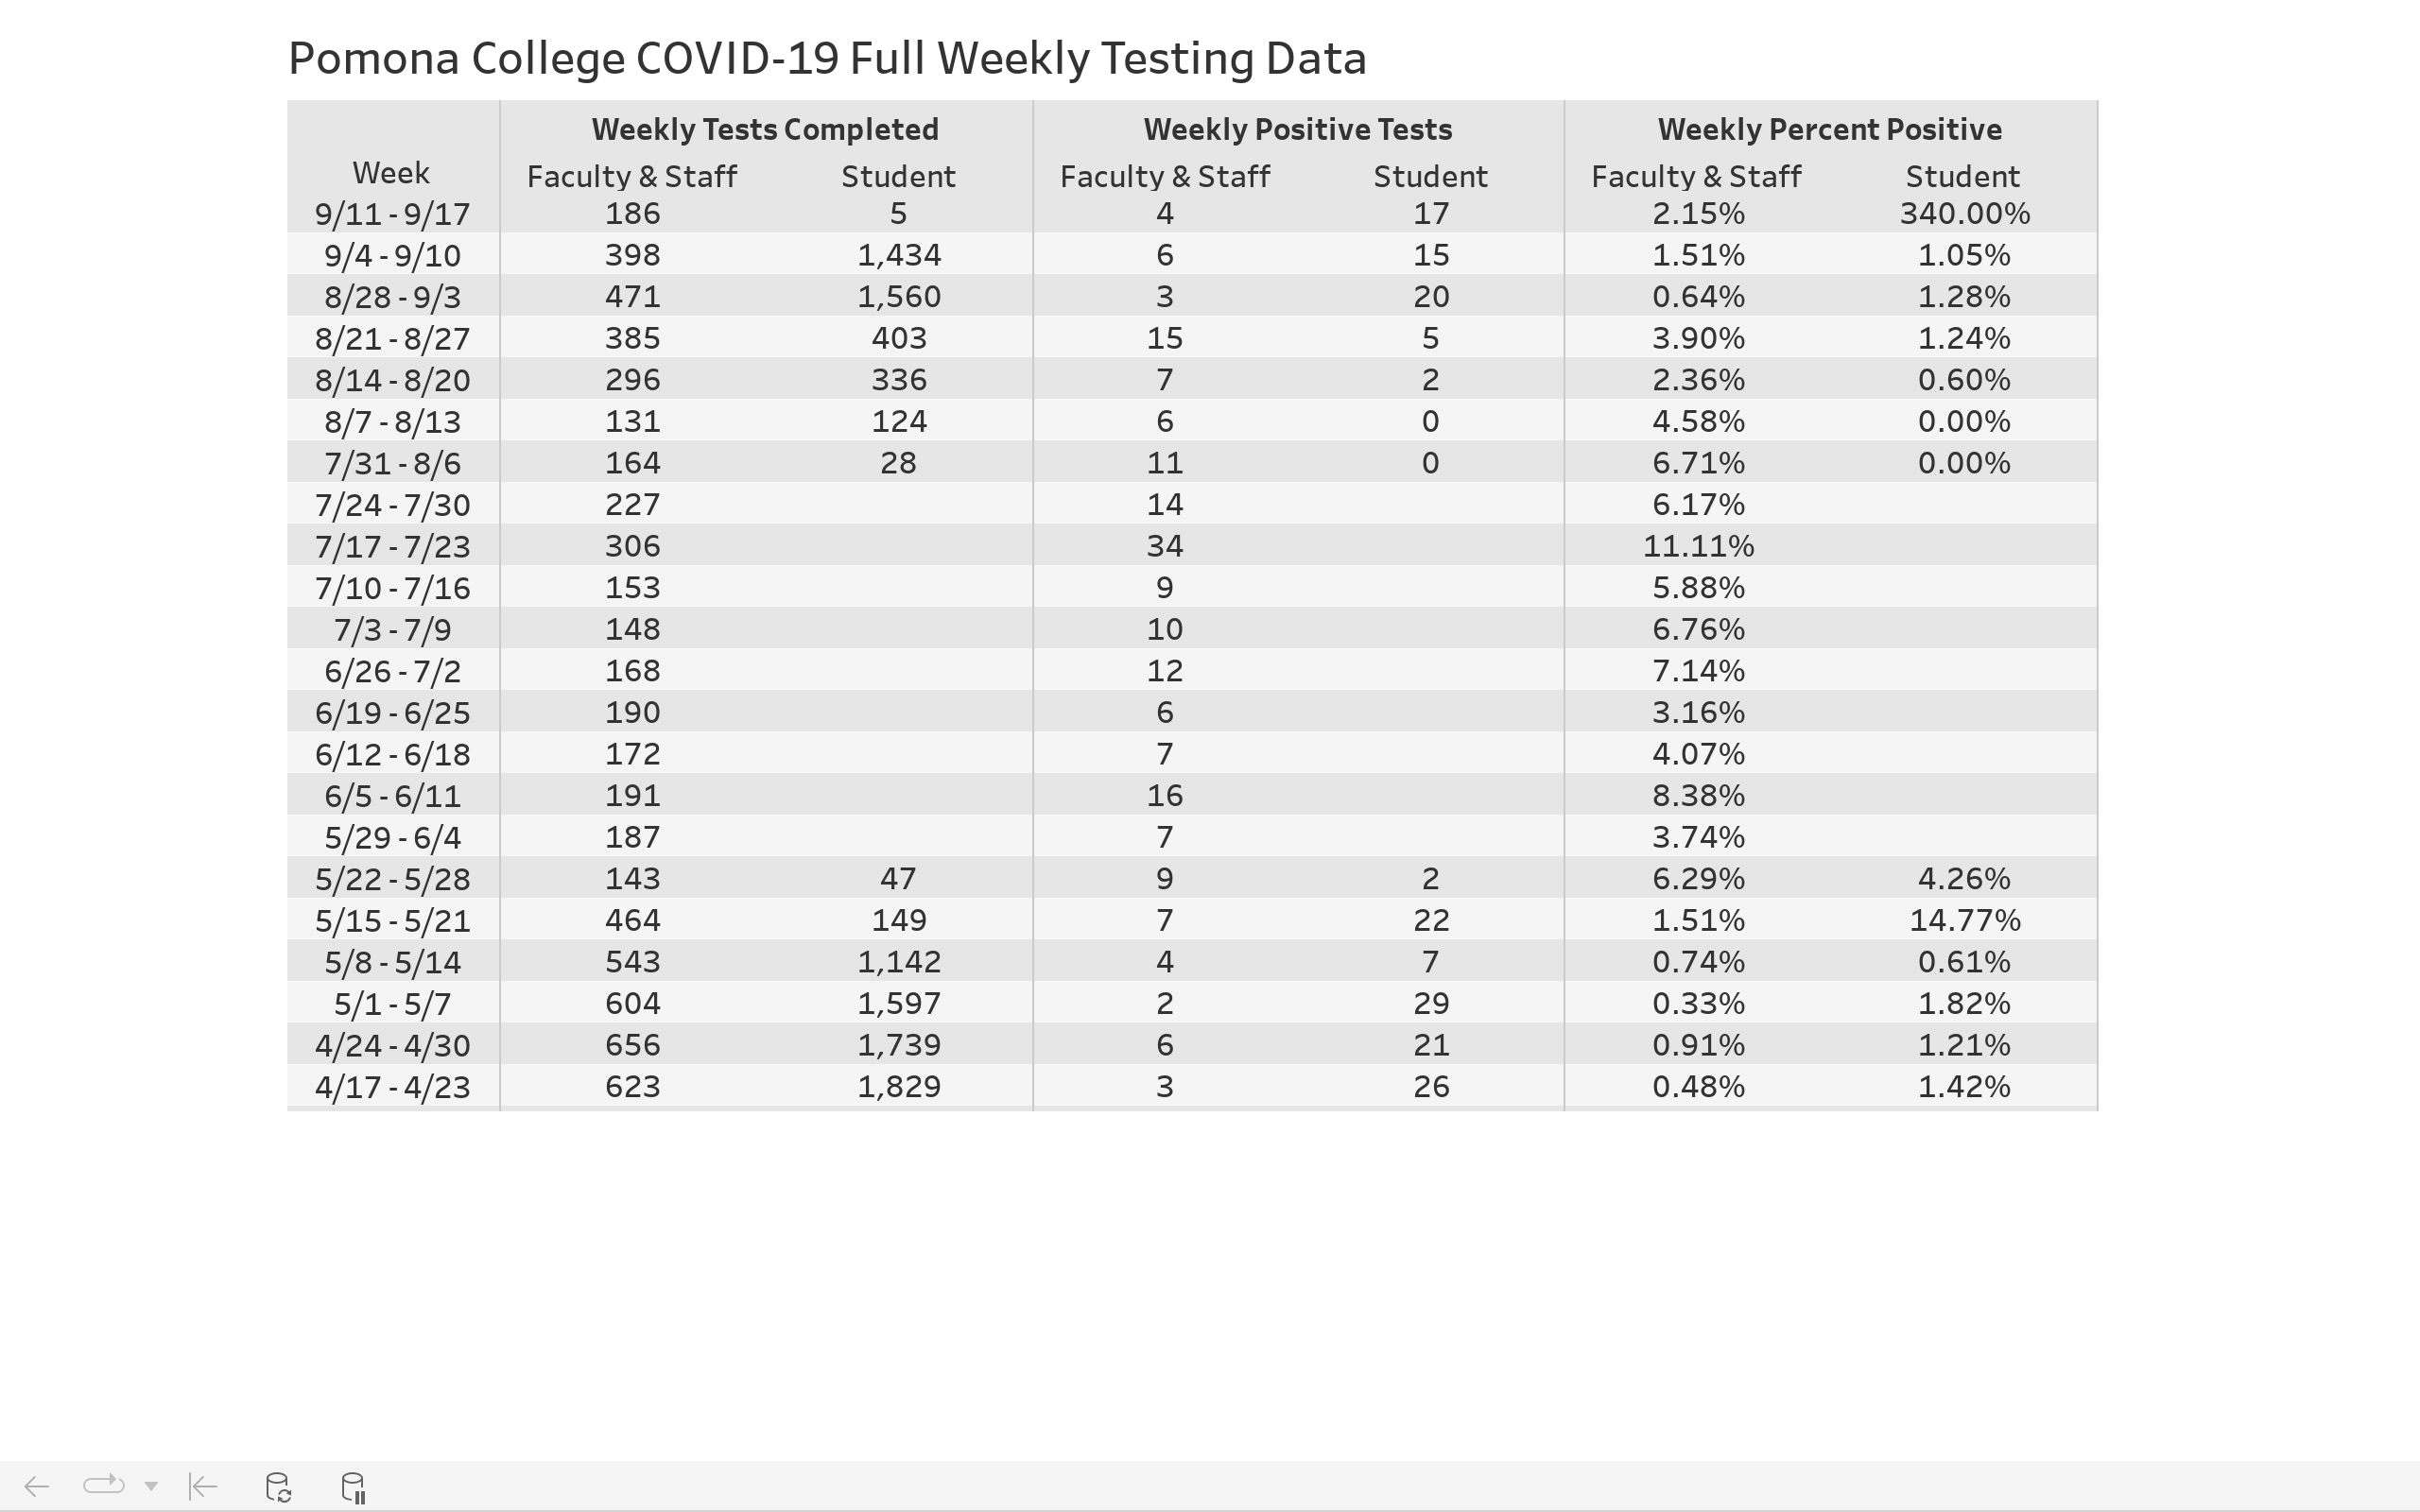 Pomona College COVID-19 Full Weekly Testing Data
Weekly Tests Completed Weekly Positive Tests Weekly Percent Positive
Week Faculty & Staff Student Faculty & Staff Student Faculty & Staff Student
9/11 - 9/17 186 5 4 17 2.15% 340.00%
9/4 - 9/10 398 1,434 6 15 1.51% 1.05%
8/28 - 9/3 471 1,560 3 20 0.64% 1.28%
8/21 - 8/27 385 403 15 5 3.90% 1.24%
8/14 - 8/20 296 336 7 2 2.36% 0.60%
8/7 - 8/13 131 124 6 0 4.58% 0.00%
7/31 - 8/6 164 28 11 0 6.71% 0.00%
7/24 - 7/30 227 14 6.17%
7/17 - 7/23 306 34 11.11%
7/10 - 7/16 153 9 5.88%
7/3 - 7/9 148 10 6.76%
6/26 - 7/2 168 12 7.14%
6/19 - 6/25 190 6 3.16%
6/12 - 6/18 172 7 4.07%
6/5 - 6/11 191 16 8.38%
5/29 - 6/4 187 7 3.74%
5/22 - 5/28 143 47 9 2 6.29% 4.26%
5/15 - 5/21 464 149 7 22 1.51% 14.77%
5/8 - 5/14 543 1,142 4 7 0.74% 0.61%
5/1 - 5/7 604 1,597 2 29 0.33% 1.82%
4/24 - 4/30 656 1,739 6 21 0.91% 1.21%
4/17 - 4/23 623 1,829 3 26 0.48% 1.42%